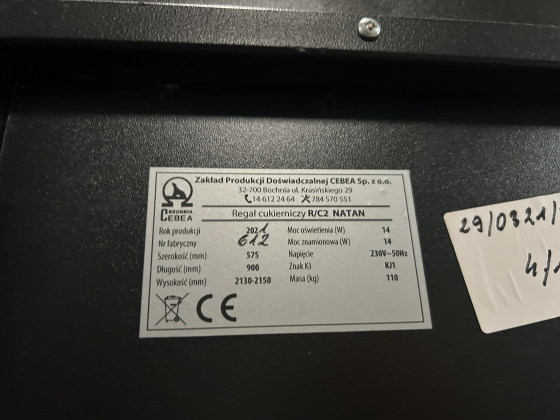 Zakład Produkcji Doświadczalnej CEBEA Sp. z o.o.
32-700 Bochnia ul. Krasińskiego 29
14 612 24 64 784 570 551
BOCHNIA
CEBEA
Regał cukierniczy R/C2 NATAN
Rok produkcji 2021 Moc oświetlenia (W) 14
Nr fabryczny 612 Moc znamionowa (W) 14
Szerokość (mm) 575 Napięcie 230V~50Hz
Długość (mm) 900 Znak KJ KJ1
Wysokość (mm) 2130-2150 Masa (kg) 110
CE
29/0321/
4/